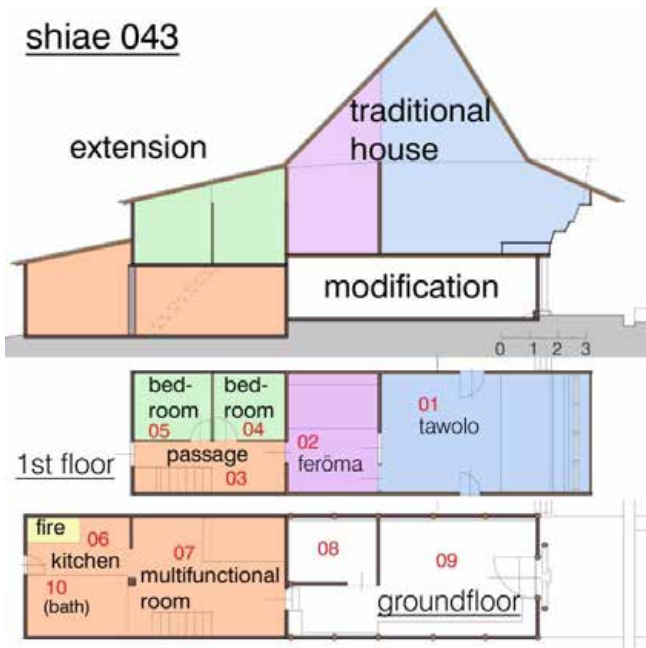 shiae 043
extension
traditional
house
modification
0 1 2 3
bed-
room
05
bed-
room
04
01
tawolo
02
feröma
passage
03
1st floor
fire
06
kitchen
10
(bath)
07
multifunctional
room
08
09
groundfloor